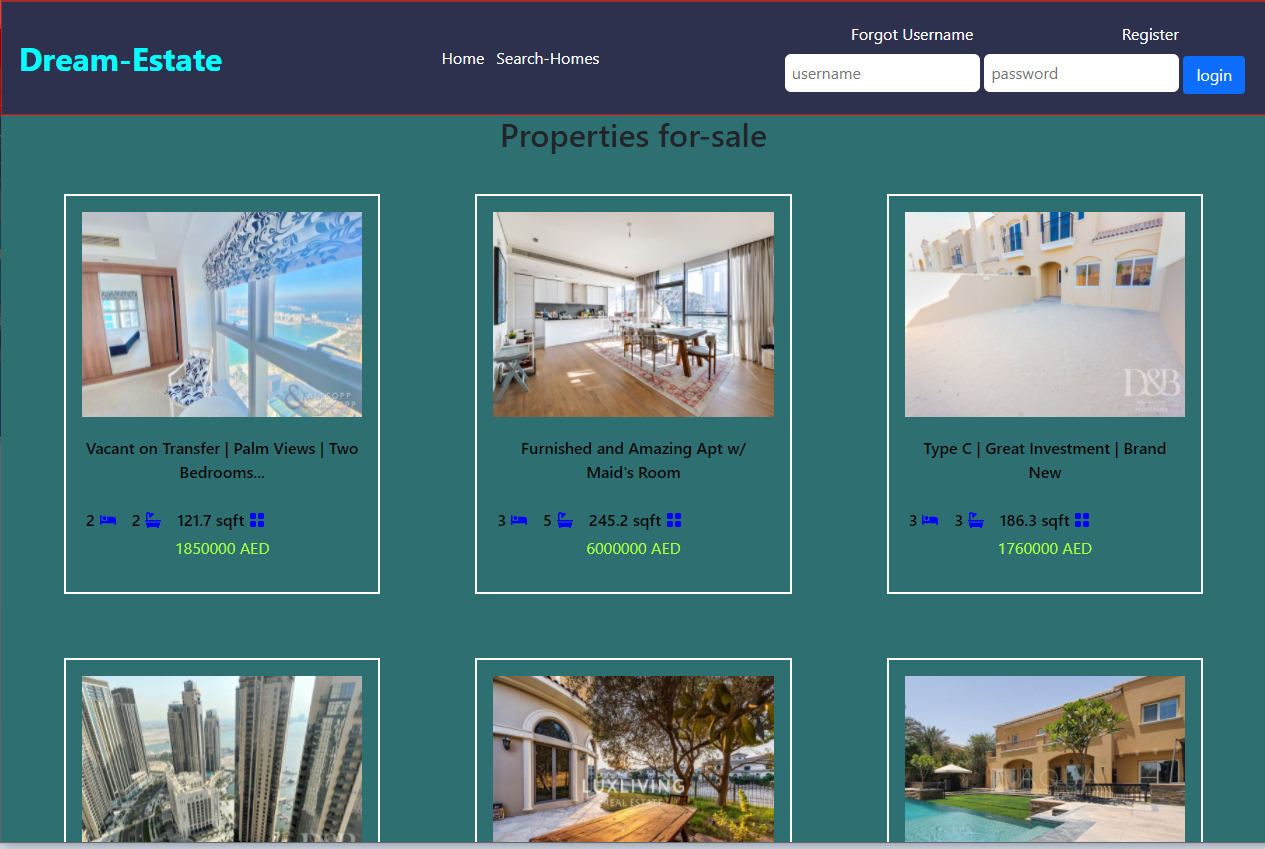 Forgot Username Register
Dream-Estate Home Search-Homes username password login
Properties for-sale
Vacant on Transfer | Palm Views | Two
Bedrooms...
2 2 121.7 sqft
1850000 AED
Furnished and Amazing Apt w/
Maid's Room
3 5 245.2 sqft
6000000 AED
D&B
Type C | Great Investment | Brand
New
3 3 186.3 sqft
1760000 AED
D&B
LUXLIVING
REAL ESTATE